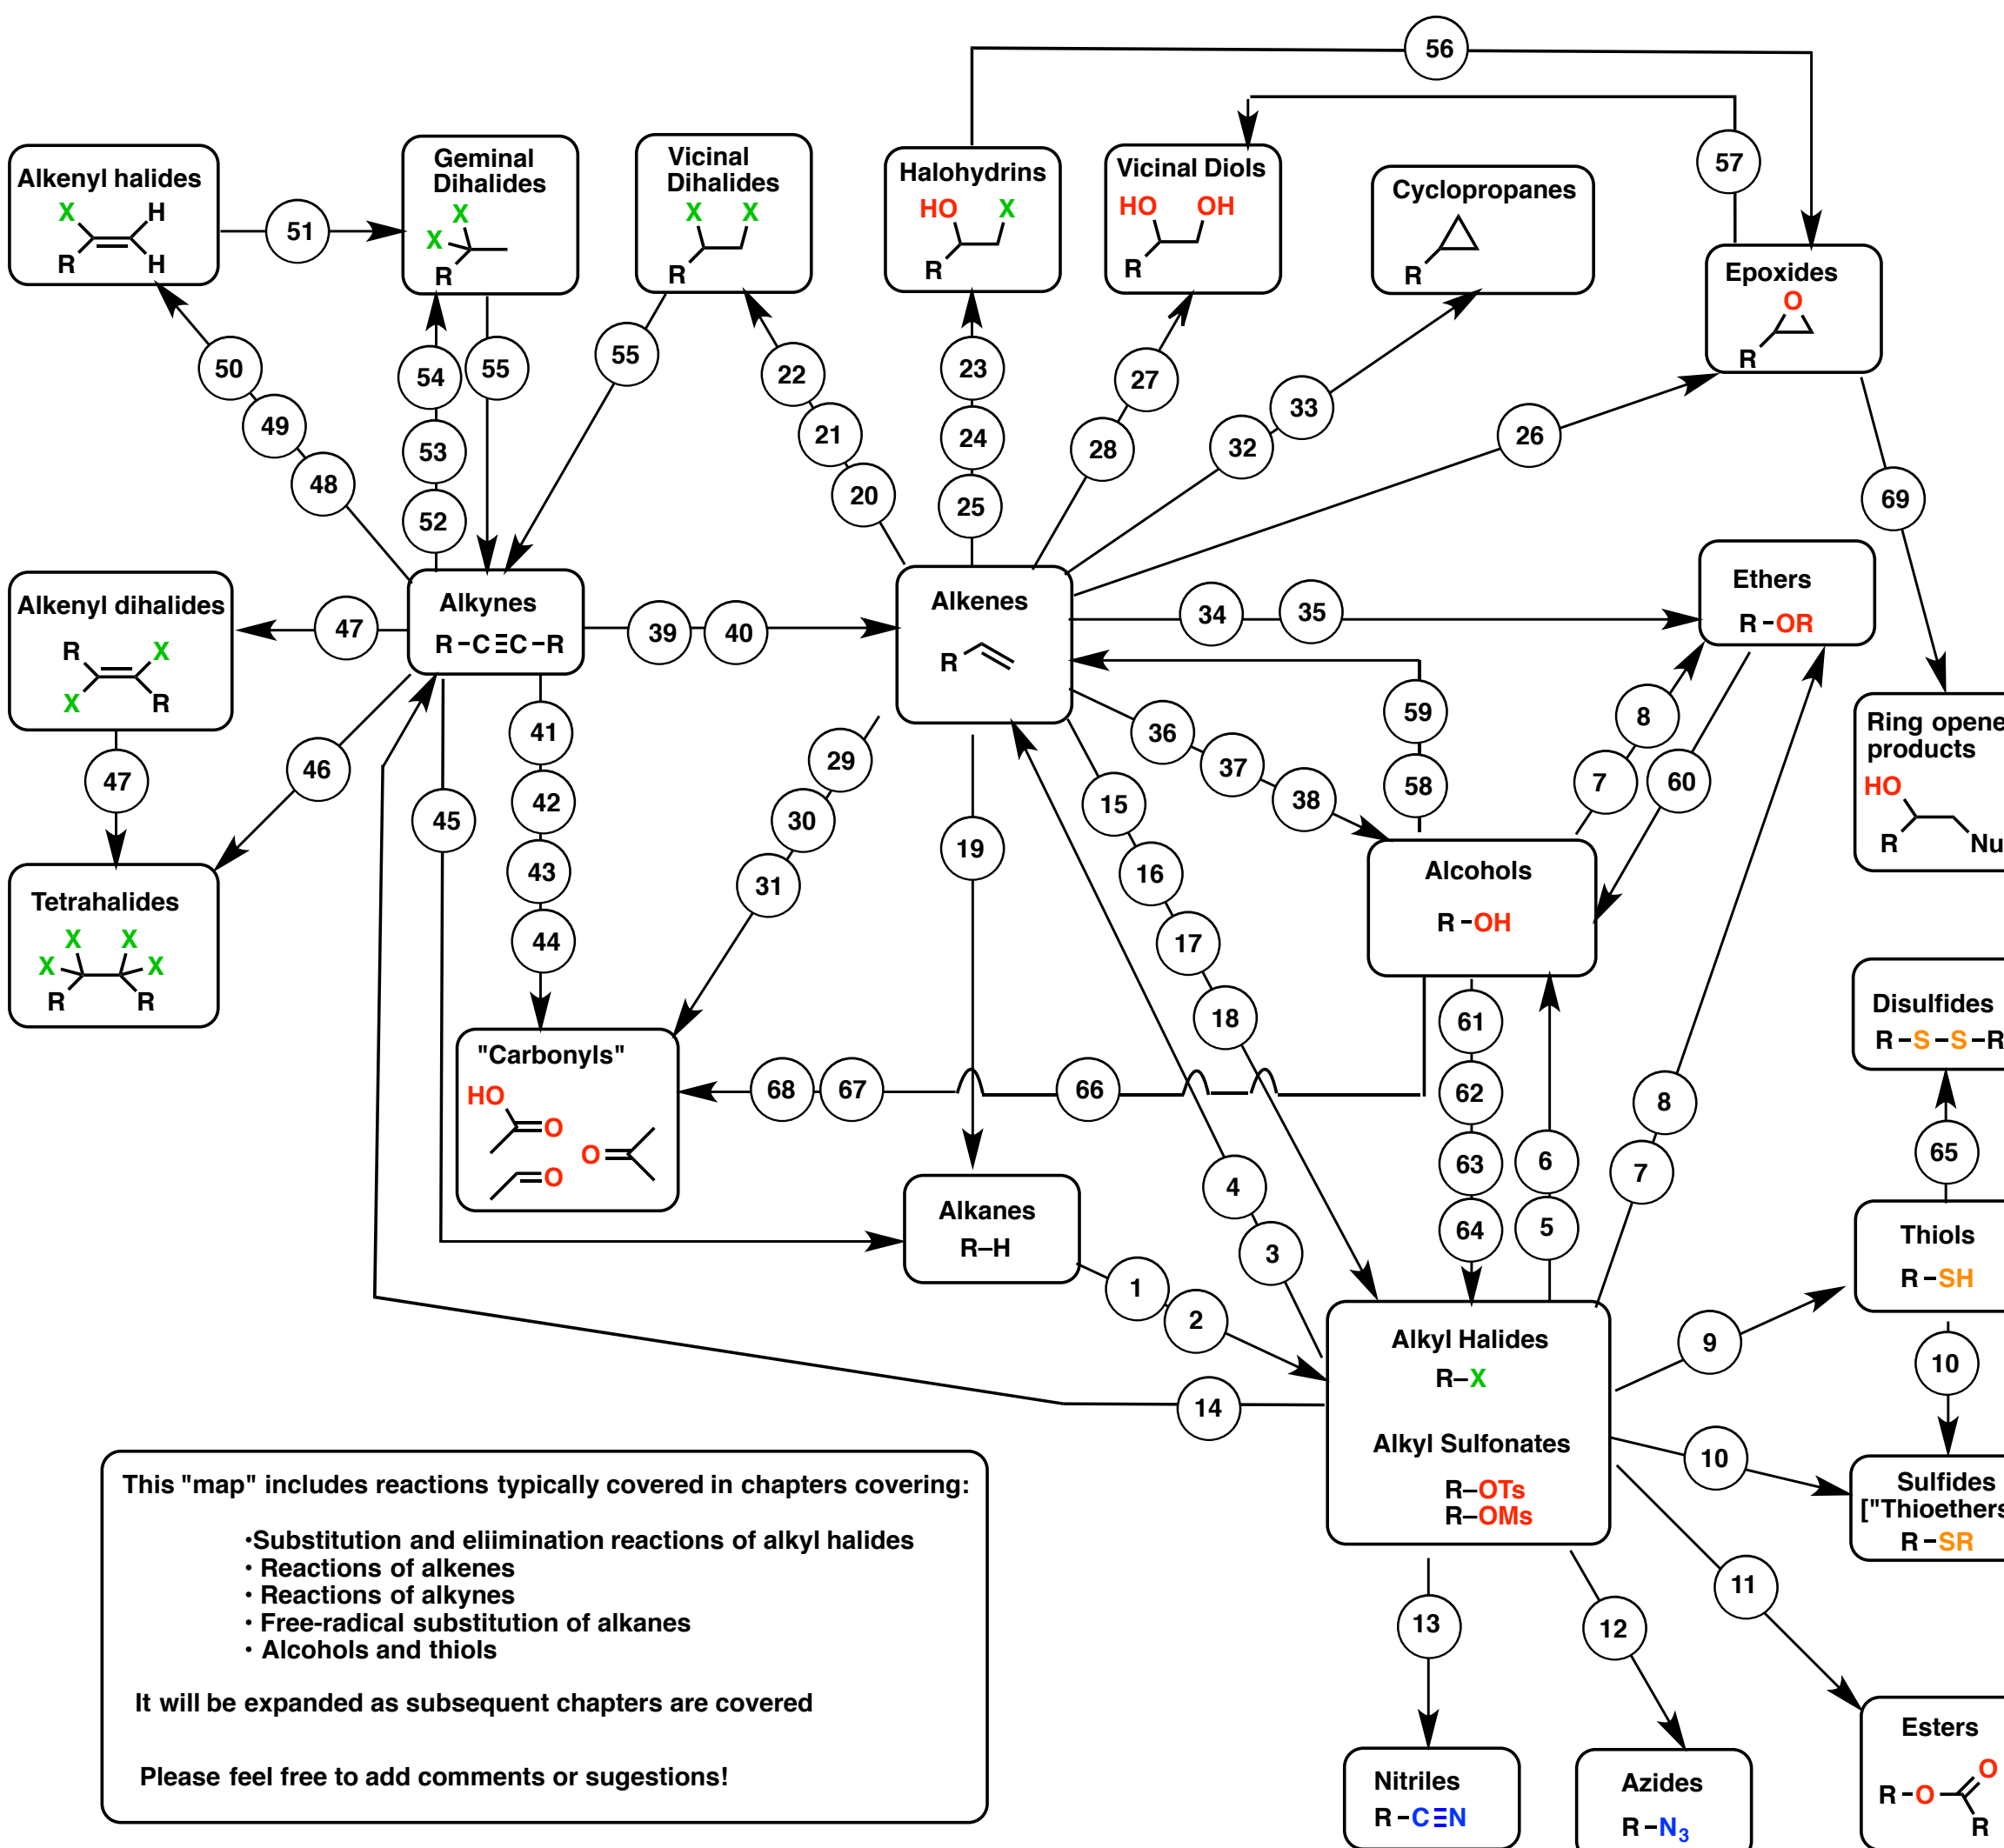 56
57
Alkenyl halides
X
H
R
H
51
Geminal
Dihalides
X
X
R
Vicinal
Dihalides
X X
R
Halohydrins
HO X
R
Vicinal Diols
HO OH
R
Cyclopropanes
R
Epoxides
O
R
50
49
48
54
53
52
55
55
22
21
20
23
24
25
27
28
33
32
26
69
Alkenyl dihalides
R X
X R
47
Alkynes
R-C≡C-R
39
40
Alkenes
R
34
35
Ethers
R-OR
47
46
45
41
42
43
44
29
30
31
19
15
16
17
18
36
37
38
59
58
8
7
60
Ring opene
products
HO
R
Nu
Alcohols
R-OH
Tetrahalides
X X
X X
R R
"Carbonyls"
HO
O
O
O
68
67
66
61
62
63
64
6
5
8
7
Disulfides
R-S-S-R
65
Thiols
R-SH
4
3
Alkanes
R–H
1
2
14
Alkyl Halides
R–X
Alkyl Sulfonates
R–OTs
R–OMs
9
10
10
Sulfides
["Thioethers
R-SR
11
12
13
Nitriles
R-C≡N
Azides
R-N3
Esters
O
R-O
R
This "map" includes reactions typically covered in chapters covering:
•Substitution and eliimination reactions of alkyl halides
• Reactions of alkenes
• Reactions of alkynes
• Free-radical substitution of alkanes
• Alcohols and thiols
It will be expanded as subsequent chapters are covered
Please feel free to add comments or sugestions!